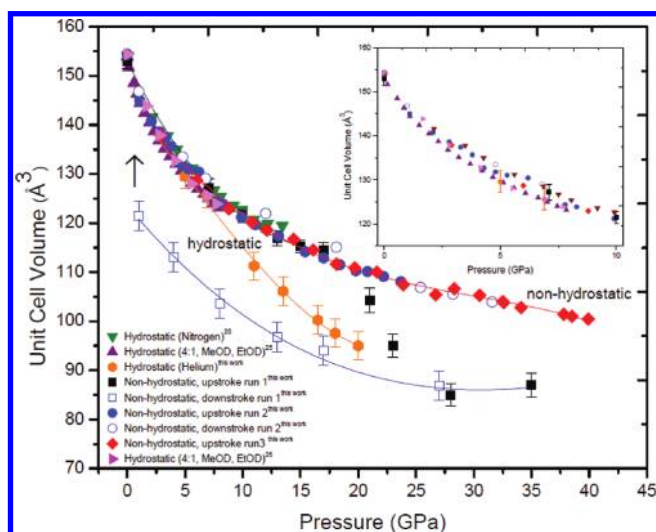 160
150
140
130
120
110
100
90
80
70
0
5
10
15
20
25
30
35
40
45
Unit Cell Volume (Å³)
Pressure (GPa)
hydrostatic
non-hydrostatic
Hydrostatic (Nitrogen)
Hydrostatic (4:1, MeOD, EtOD)
Hydrostatic (Helium)this work
Non-hydrostatic, upstroke run 1this work
Non-hydrostatic, downstroke run 1this work
Non-hydrostatic, upstroke run 2this work
Non-hydrostatic, downstroke run 2this work
Non-hydrostatic, upstroke run3this work
Hydrostatic (4:1, MeOD, EtOD)
160
150
140
130
120
0
5
10
Unit Cell Volume (Å³)
Pressure (GPa)